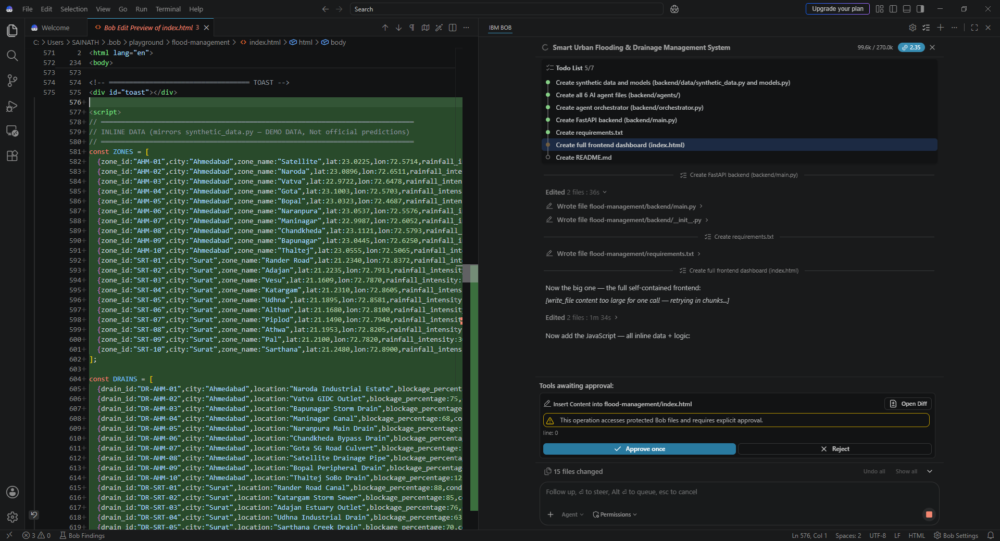 File Edit Selection View Go Run Terminal Help
Search
Upgrade your plan
Welcome
Bob Edit Preview of index.html 3
C: > Users > SAINATH > .bob > playground > flood-management > index.html > html > body
571 2 <html lang="en">
572 234 <body>
573 573
574 574 <!-- ═══════════════════════════════════ TOAST -->
575 575 <div id="toast"></div>
576+
577+ <script>
578+ // ═══════════════════════════════════════════════════════════════════════════════
579+ // INLINE DATA (mirrors synthetic_data.py — DEMO DATA, Not official predictions)
580+ // ═══════════════════════════════════════════════════════════════════════════════
581+ const ZONES = [
582+ {zone_id:"AHM-01",city:"Ahmedabad",zone_name:"Satellite",lat:23.0225,lon:72.5714,rainfall_i
583+ {zone_id:"AHM-02",city:"Ahmedabad",zone_name:"Naroda",lat:23.0896,lon:72.6511,rainfall_inte
584+ {zone_id:"AHM-03",city:"Ahmedabad",zone_name:"Vatva",lat:22.9722,lon:72.6478,rainfall_inten
585+ {zone_id:"AHM-04",city:"Ahmedabad",zone_name:"Gota",lat:23.1003,lon:72.5703,rainfall_intens
586+ {zone_id:"AHM-05",city:"Ahmedabad",zone_name:"Bopal",lat:23.0323,lon:72.4687,rainfall_inten
587+ {zone_id:"AHM-06",city:"Ahmedabad",zone_name:"Naranpura",lat:23.0537,lon:72.5576,rainfall_i
588+ {zone_id:"AHM-07",city:"Ahmedabad",zone_name:"Maninagar",lat:22.9987,lon:72.6052,rainfall_i
589+ {zone_id:"AHM-08",city:"Ahmedabad",zone_name:"Chandkheda",lat:23.1121,lon:72.5793,rainfall_
590+ {zone_id:"AHM-09",city:"Ahmedabad",zone_name:"Bapunagar",lat:23.0445,lon:72.6250,rainfall_i
591+ {zone_id:"AHM-10",city:"Ahmedabad",zone_name:"Thaltej",lat:23.0555,lon:72.5065,rainfall_int
592+ {zone_id:"SRT-01",city:"Surat",zone_name:"Rander Road",lat:21.2340,lon:72.8372,rainfall_int
593+ {zone_id:"SRT-02",city:"Surat",zone_name:"Adajan",lat:21.2235,lon:72.7913,rainfall_intensity
594+ {zone_id:"SRT-03",city:"Surat",zone_name:"Vesu",lat:21.1609,lon:72.7870,rainfall_intensity:
595+ {zone_id:"SRT-04",city:"Surat",zone_name:"Katargam",lat:21.2310,lon:72.8605,rainfall_intens
596+ {zone_id:"SRT-05",city:"Surat",zone_name:"Udhna",lat:21.1895,lon:72.8581,rainfall_intensity
597+ {zone_id:"SRT-06",city:"Surat",zone_name:"Althan",lat:21.1680,lon:72.8100,rainfall_intensit
598+ {zone_id:"SRT-07",city:"Surat",zone_name:"Piplod",lat:21.1490,lon:72.7940,rainfall_intensit
599+ {zone_id:"SRT-08",city:"Surat",zone_name:"Athwa",lat:21.1953,lon:72.8205,rainfall_intensity
600+ {zone_id:"SRT-09",city:"Surat",zone_name:"Pal",lat:21.2100,lon:72.7820,rainfall_intensity:3
601+ {zone_id:"SRT-10",city:"Surat",zone_name:"Sarthana",lat:21.2480,lon:72.8900,rainfall_intens
602+ ];
603+
604+ const DRAINS = [
605+ {drain_id:"DR-AHM-01",city:"Ahmedabad",location:"Naroda Industrial Estate",blockage_percent
606+ {drain_id:"DR-AHM-02",city:"Ahmedabad",location:"Vatva GIDC Outlet",blockage_percentage:75,
607+ {drain_id:"DR-AHM-03",city:"Ahmedabad",location:"Bapunagar Storm Drain",blockage_percentage
608+ {drain_id:"DR-AHM-04",city:"Ahmedabad",location:"Maninagar Canal",blockage_percentage:68,co
609+ {drain_id:"DR-AHM-05",city:"Ahmedabad",location:"Naranpura Main Drain",blockage_percentage:
610+ {drain_id:"DR-AHM-06",city:"Ahmedabad",location:"Chandkheda Bypass Drain",blockage_percenta
611+ {drain_id:"DR-AHM-07",city:"Ahmedabad",location:"Gota SG Road Culvert",blockage_percentage:
612+ {drain_id:"DR-AHM-08",city:"Ahmedabad",location:"Satellite Drainage Pipe",blockage_percenta
613+ {drain_id:"DR-AHM-09",city:"Ahmedabad",location:"Bopal Peripheral Drain",blockage_percentag
614+ {drain_id:"DR-AHM-10",city:"Ahmedabad",location:"Thaltej SoBo Drain",blockage_percentage:12
615+ {drain_id:"DR-SRT-01",city:"Surat",location:"Rander Road Canal",blockage_percentage:88,cond
616+ {drain_id:"DR-SRT-02",city:"Surat",location:"Katargam Storm Sewer",blockage_percentage:85,c
617+ {drain_id:"DR-SRT-03",city:"Surat",location:"Adajan Estuary Outlet",blockage_percentage:76,
618+ {drain_id:"DR-SRT-04",city:"Surat",location:"Udhna Industrial Drain",blockage_percentage:63
619+ {drain_id:"DR-SRT-05",city:"Surat",location:"Sarthana Creek Drain",blockage_percentage:70,c
IBM BOB
Smart Urban Flooding & Drainage Management System 99.6k / 270.0k 2.35
Todo List 5/7
Create synthetic data and models (backend/data/synthetic_data.py and models.py)
Create all 6 AI agent files (backend/agents/)
Create agent orchestrator (backend/orchestrator.py)
Create FastAPI backend (backend/main.py)
Create requirements.txt
Create full frontend dashboard (index.html)
Create README.md
Create FastAPI backend (backend/main.py)
Edited 2 files : 36s
Wrote file flood-management/backend/main.py
Wrote file flood-management/backend/__init__.py
Create requirements.txt
Wrote file flood-management/requirements.txt
Create full frontend dashboard (index.html)
Now the big one — the full self-contained frontend:
[write_file content too large for one call — retrying in chunks...]
Edited 2 files : 1m 34s
Now add the JavaScript — all inline data + logic:
Tools awaiting approval:
Insert Content into flood-management/index.html Open Diff
This operation accesses protected Bob files and requires explicit approval.
line: 0
Approve once Reject
15 files changed Undo all Show all
Follow up, ⏎ to steer, Alt ⏎ to queue, esc to cancel
Agent Permissions
3 0 Bob Findings
Ln 576, Col 1 Spaces: 2 UTF-8 LF HTML Bob Settings